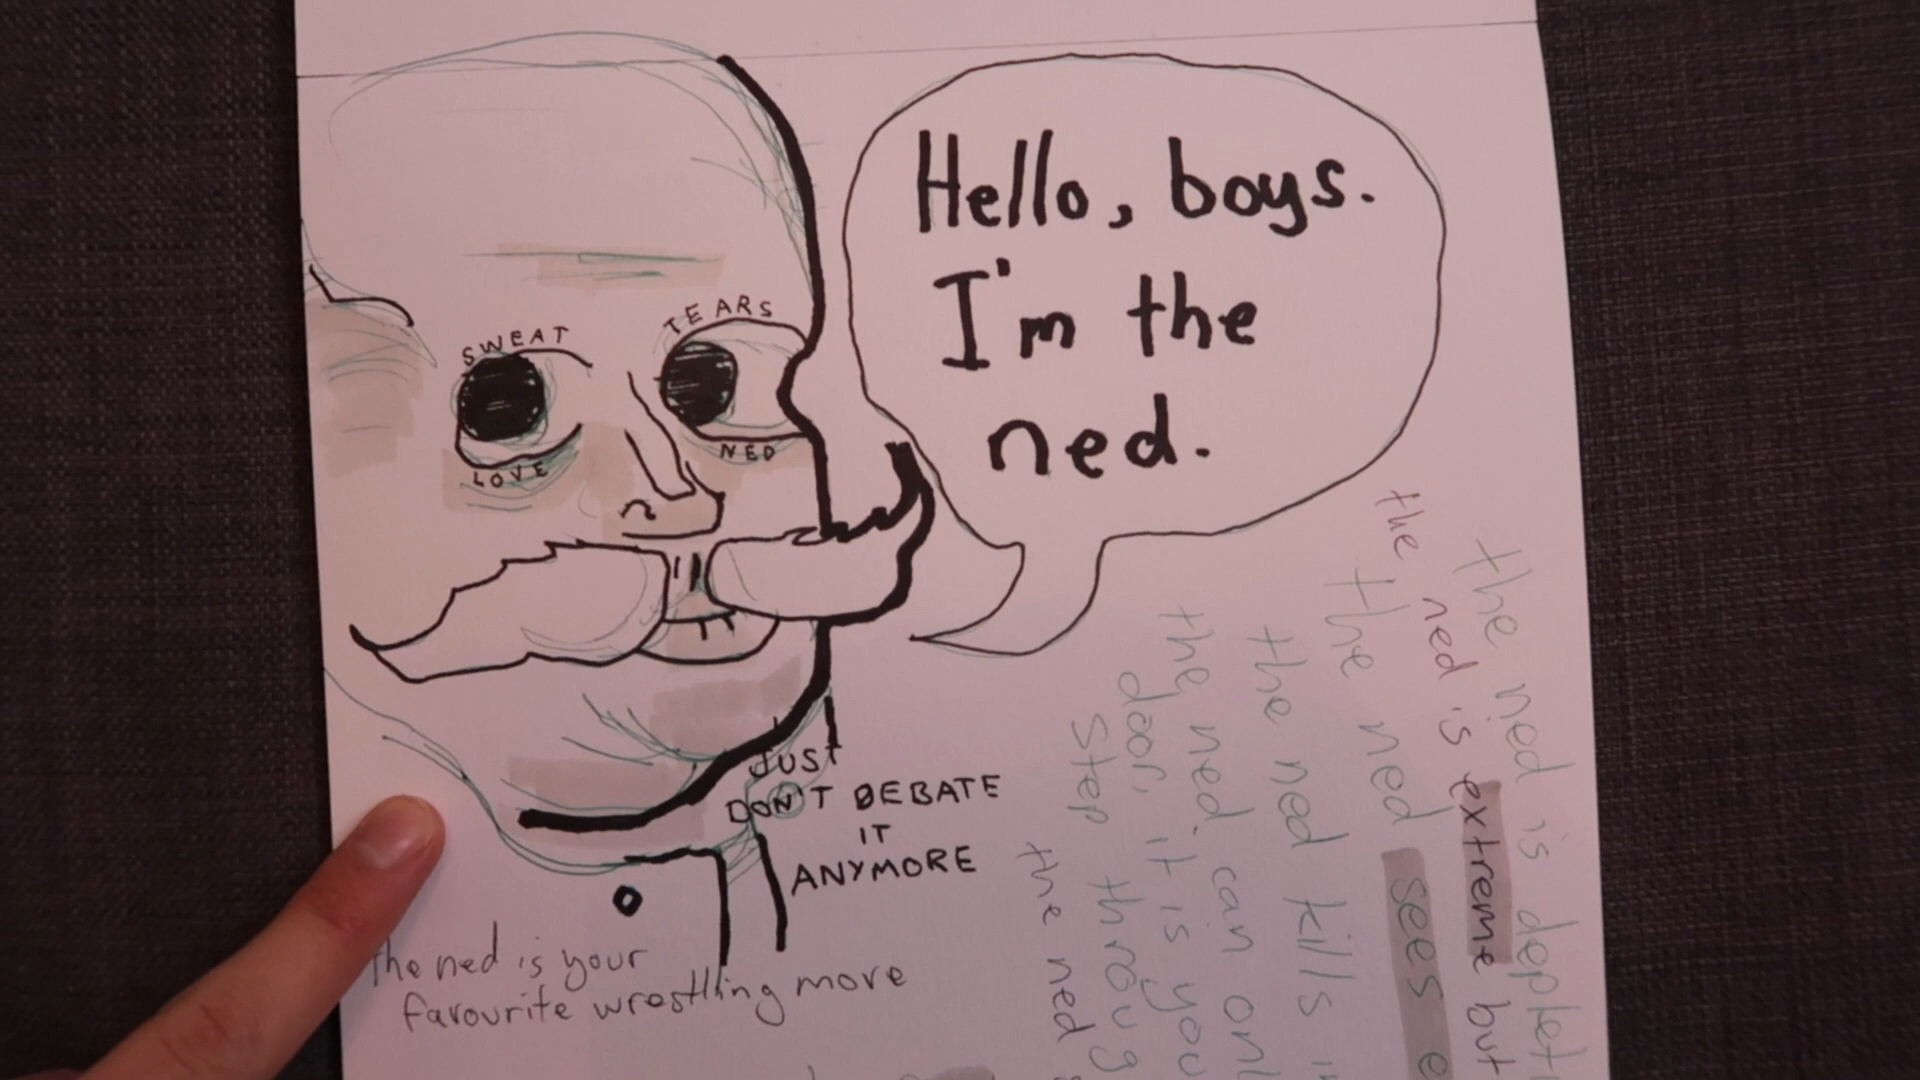 Hello, boys.
I'm the
ned.
SWEAT
TEARS
LOVE
NED
JUST
DON'T DEBATE
IT
ANYMORE
the ned is your
favourite wrestling move
the ned is
the ned is extreme but
the ned sees
the ned kills
the ned can
door, it is you
step
the ned